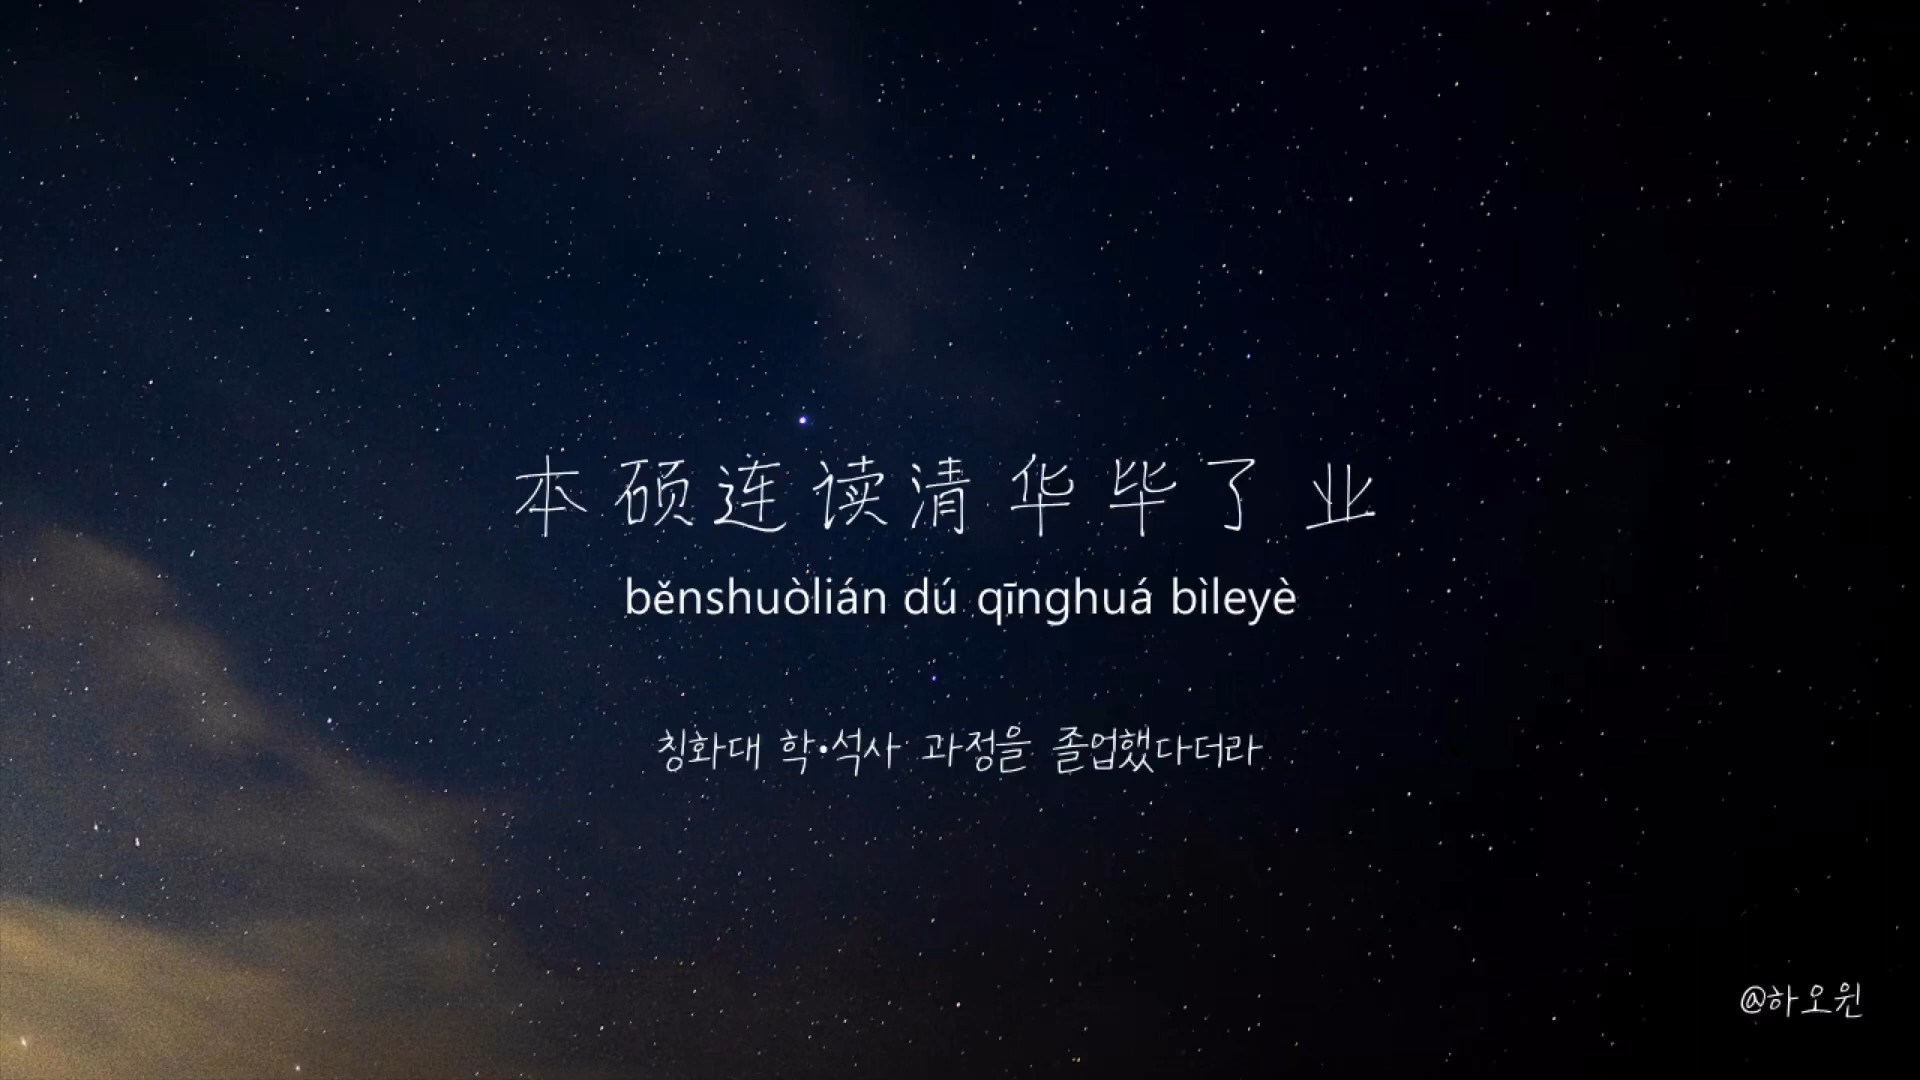 本硕连读清华毕了业
běnshuòlián dú qīnghuá bìleyè
칭화대 학•석사 과정을 졸업했다더라
@하오원